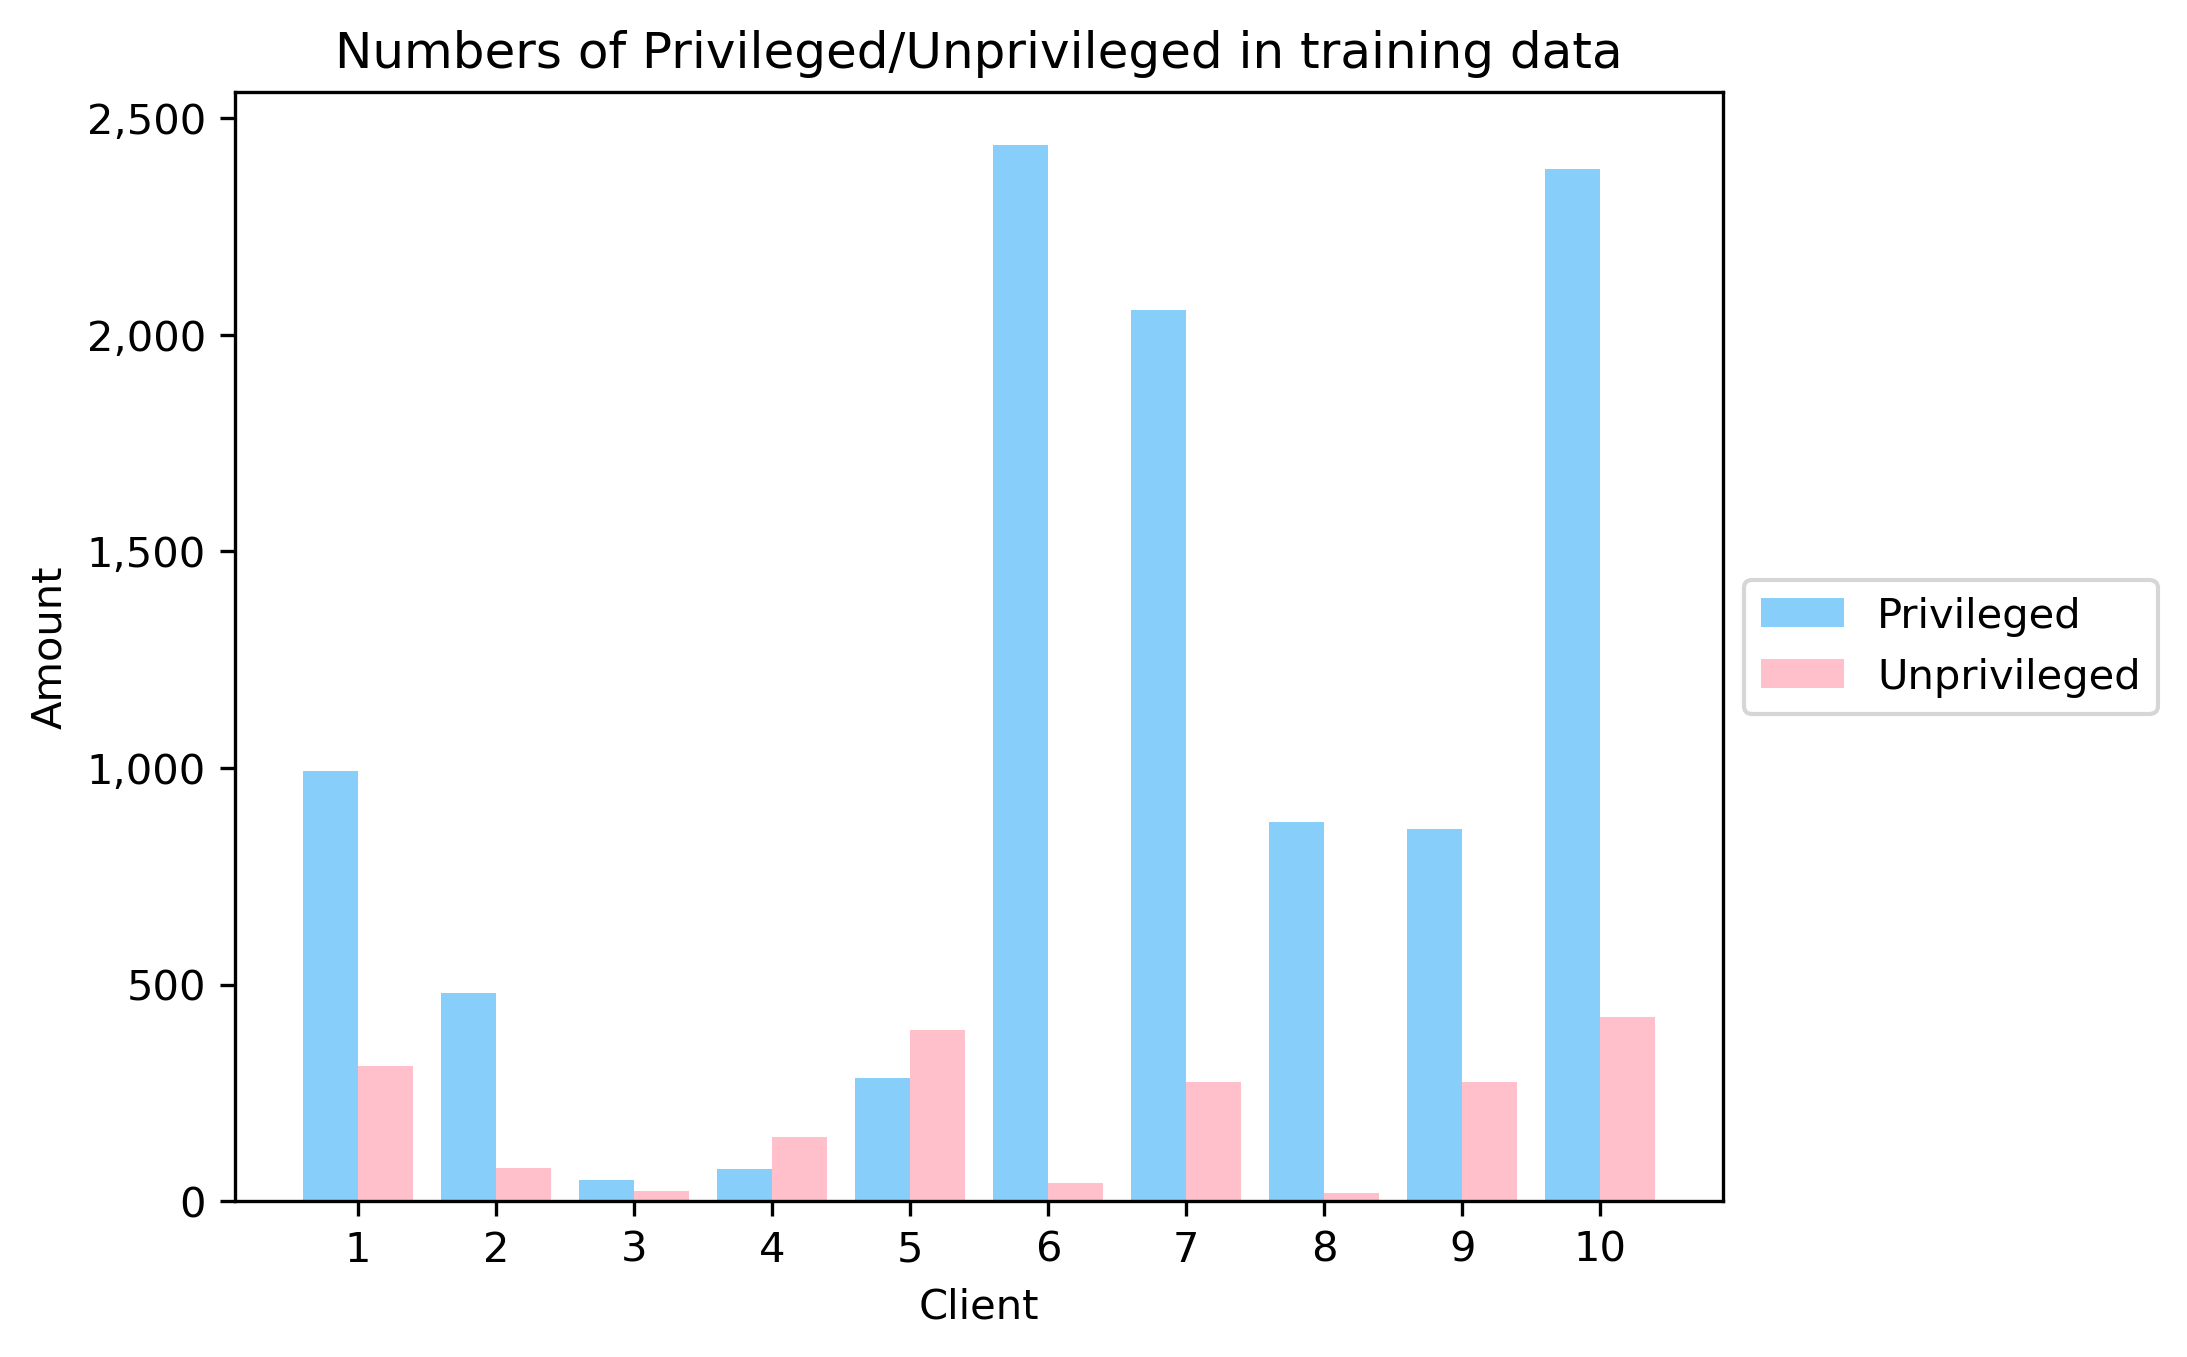 Numbers of Privileged/Unprivileged in training data
2,500
2,000
1,500
1,000
500
0
Amount
1 2 3 4 5 6 7 8 9 10
Client
Privileged
Unprivileged